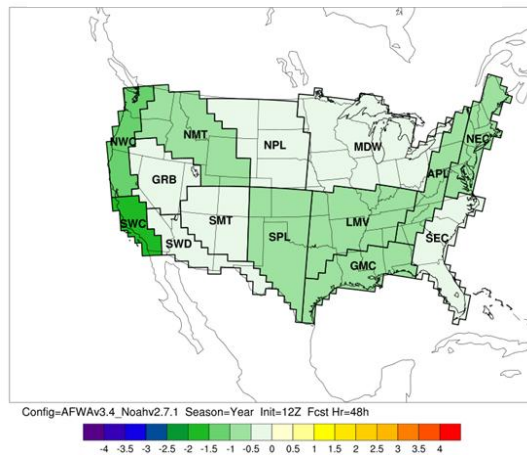 NWC
NMT
NPL
MDW
NEC
APL
GRB
SWC
SWD
SMT
SPL
LMV
SEC
GMC
Config=AFWAv3.4_Noahv2.7.1 Season=Year Init=12Z Fcst Hr=48h
-4 -3.5 -3 -2.5 -2 -1.5 -1 -0.5 0 0.5 1 1.5 2 2.5 3 3.5 4